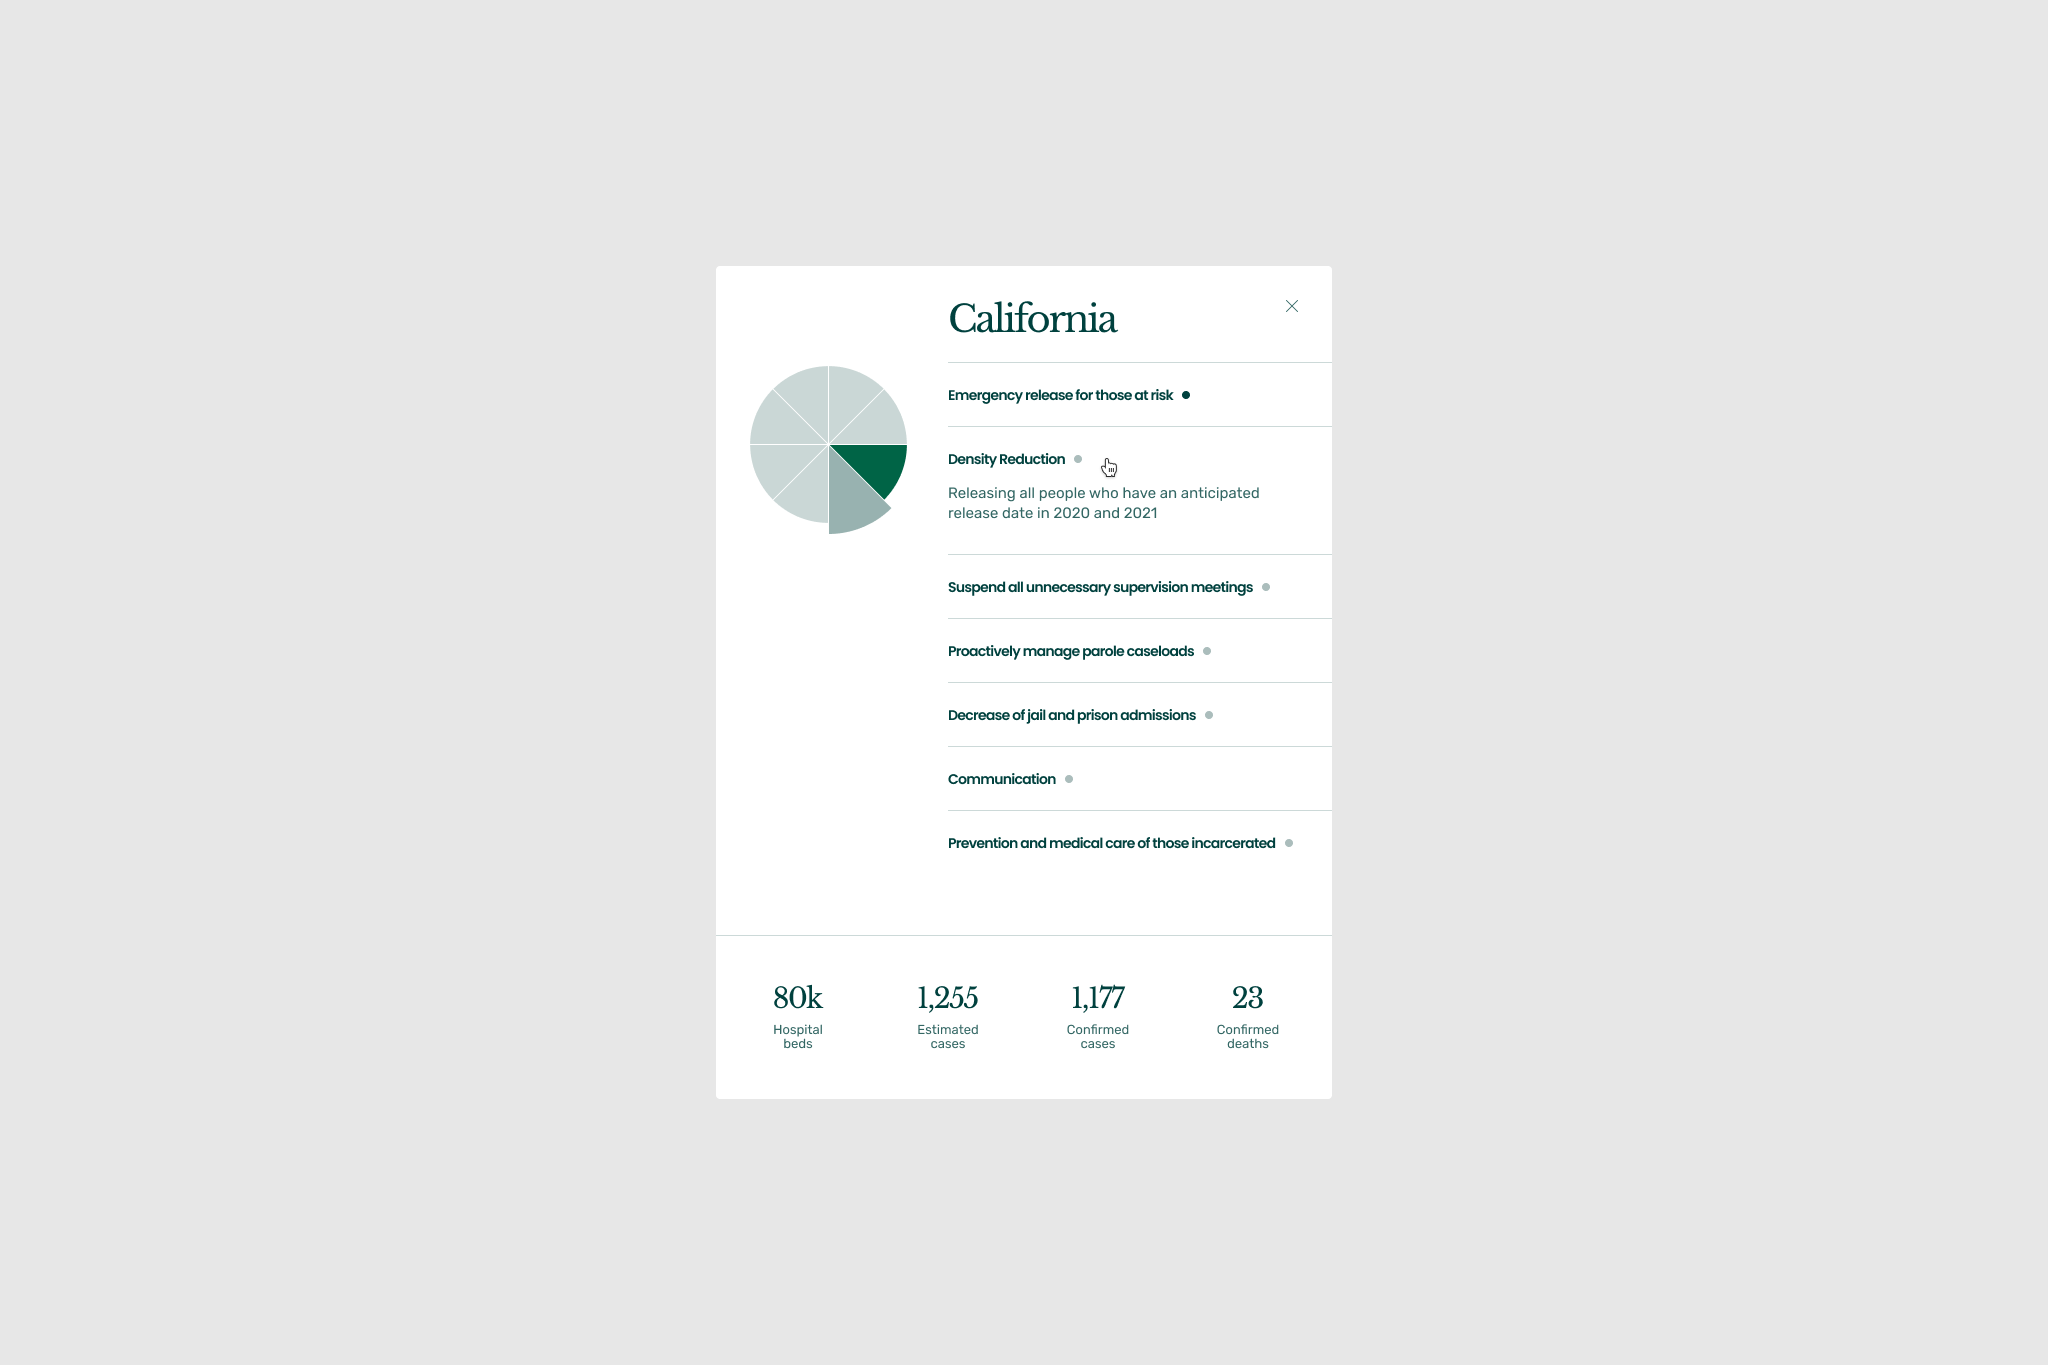 California
Emergency release for those at risk
Density Reduction
Releasing all people who have an anticipated
release date in 2020 and 2021
Suspend all unnecessary supervision meetings
Proactively manage parole caseloads
Decrease of jail and prison admissions
Communication
Prevention and medical care of those incarcerated
80k
Hospital
beds
1,255
Estimated
cases
1,177
Confirmed
cases
23
Confirmed
deaths